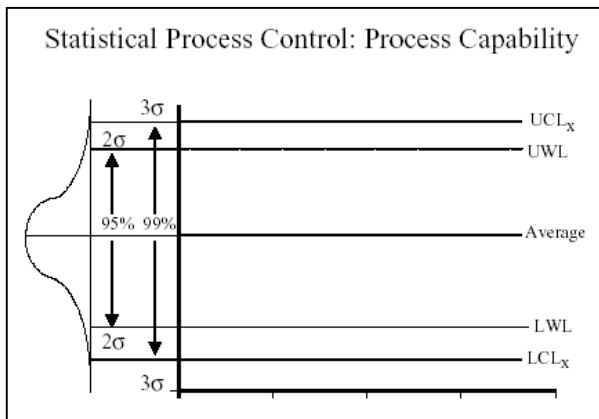 Statistical Process Control: Process Capability
3σ
UCLx
2σ
UWL
95% 99%
Average
LWL
2σ
LCLx
3σ